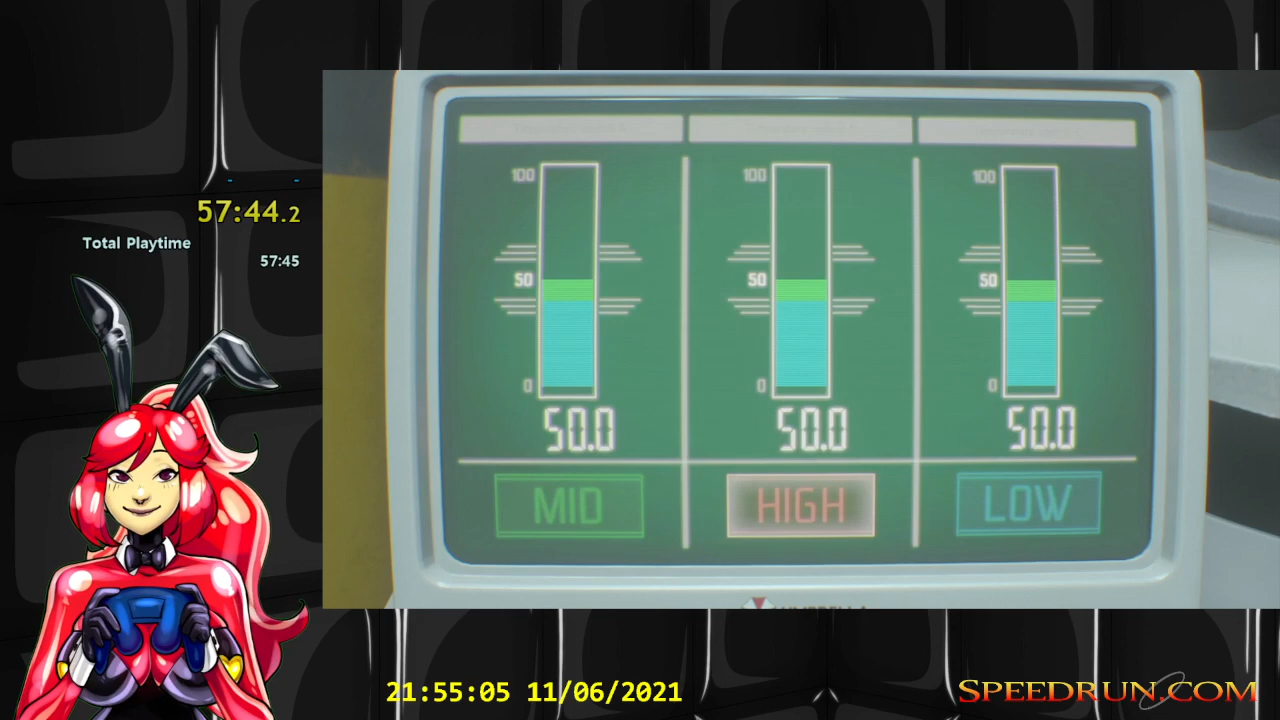 57:44.2
Total Playtime
57:45
100 100 100
50 50 50
0 0 0
50.0 50.0 50.0
MID HIGH LOW
UMBRELLA
21:55:05 11/06/2021
SPEEDRUN.COM